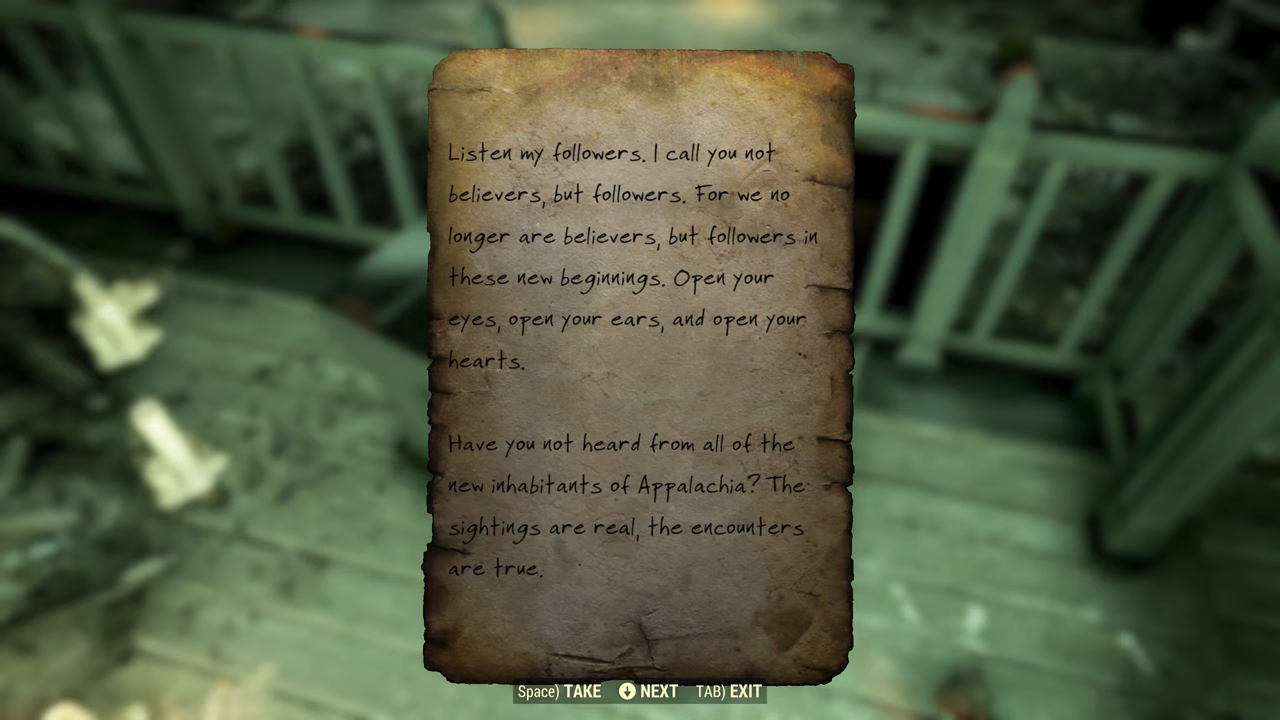 Listen my followers. I call you not
believers, but followers. For we no
longer are believers, but followers in
these new beginnings. Open your
eyes, open your ears, and open your
hearts.
Have you not heard from all of the
new inhabitants of Appalachia? The
sightings are real, the encounters
are true.
Space) TAKE NEXT TAB) EXIT